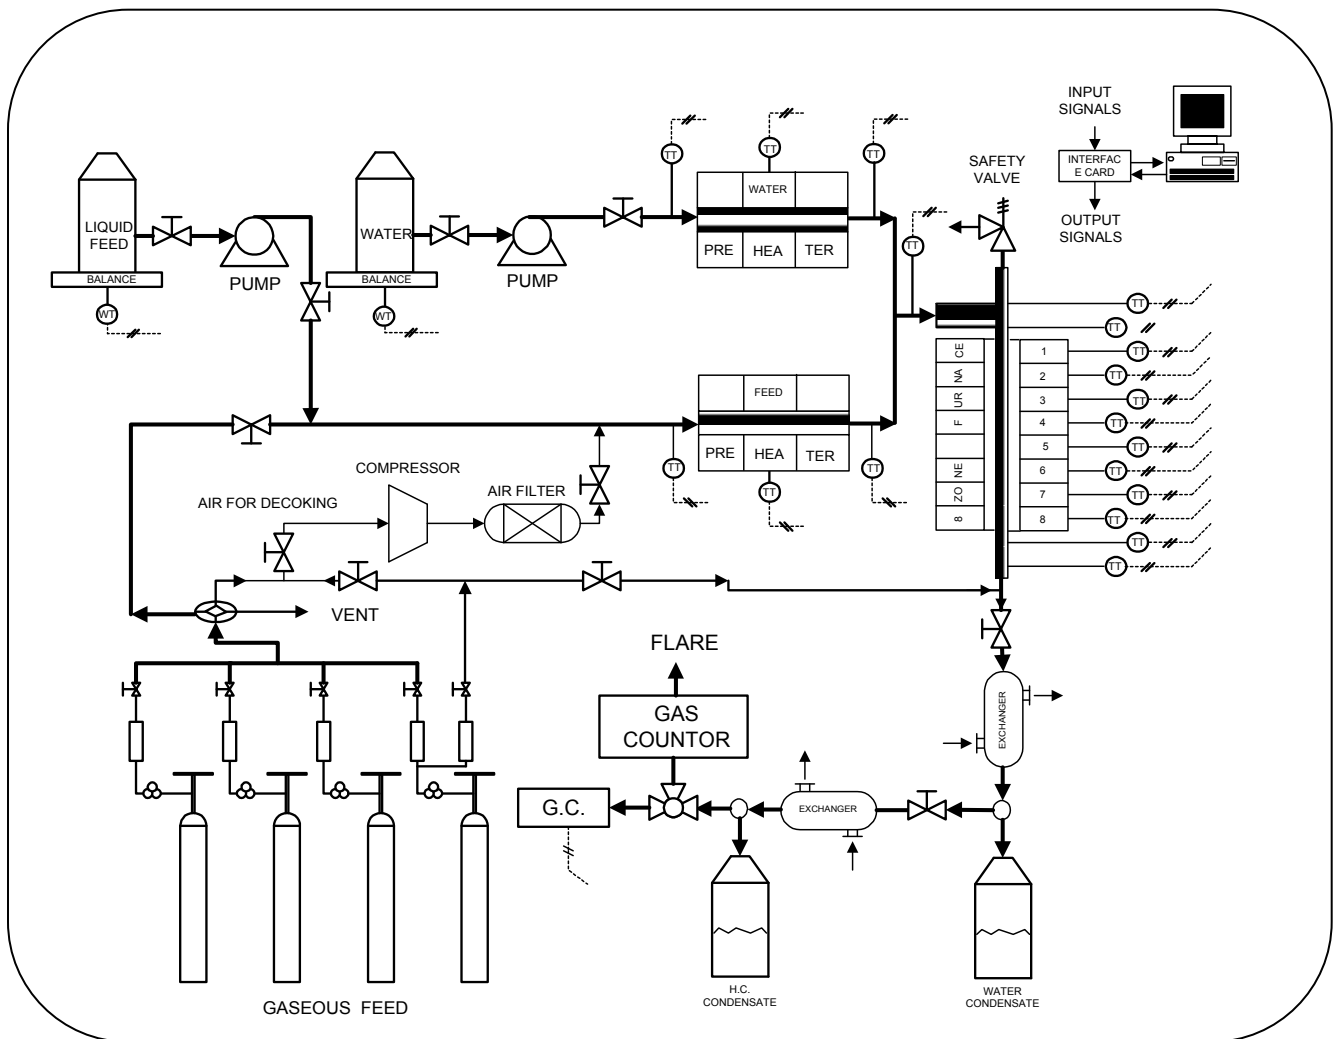 INPUT
SIGNALS
SAFETY
VALVE
INTERFAC
E CARD
OUTPUT
SIGNALS
TT
TT
TT
LIQUID
FEED
BALANCE
WT
PUMP
WATER
BALANCE
WT
PUMP
WATER
PRE HEA TER
TT
TT
TT
FEED
PRE HEA TER
TT
TT
TT
CE
NA
UR
F
NE
ZO
8
1 TT
2 TT
3 TT
4 TT
5 TT
6 TT
7 TT
8 TT
TT
TT
COMPRESSOR
AIR FILTER
AIR FOR DECOKING
VENT
FLARE
GAS
COUNTOR
G.C.
EXCHANGER
EXCHANGER
H.C.
CONDENSATE
WATER
CONDENSATE
GASEOUS FEED